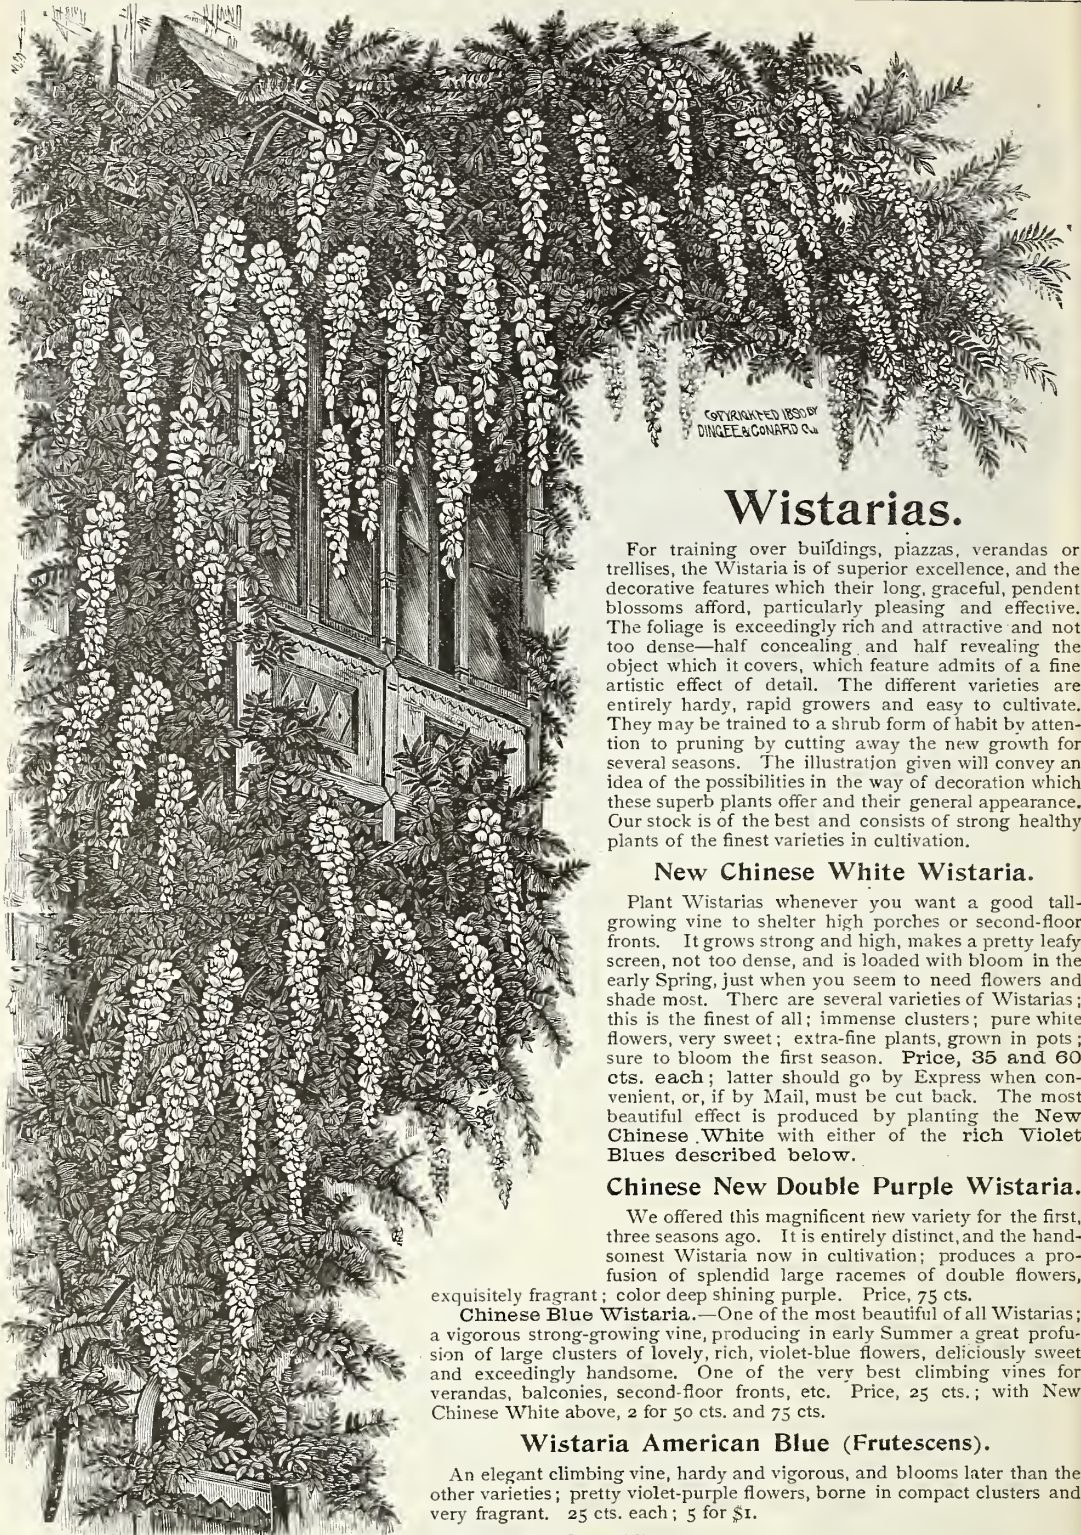 COPYRIGHTED 1890 BY
DINGEE & CONARD Co.
Wistarias.
For training over buildings, piazzas, verandas or
trellises, the Wistaria is of superior excellence, and the
decorative features which their long, graceful, pendent
blossoms afford, particularly pleasing and effective.
The foliage is exceedingly rich and attractive and not
too dense—half concealing and half revealing the
object which it covers, which feature admits of a fine
artistic effect of detail. The different varieties are
entirely hardy, rapid growers and easy to cultivate.
They may be trained to a shrub form of habit by atten-
tion to pruning by cutting away the new growth for
several seasons. The illustration given will convey an
idea of the possibilities in the way of decoration which
these superb plants offer and their general appearance.
Our stock is of the best and consists of strong healthy
plants of the finest varieties in cultivation.
New Chinese White Wistaria.
Plant Wistarias whenever you want a good tall-
growing vine to shelter high porches or second-floor
fronts. It grows strong and high, makes a pretty leafy
screen, not too dense, and is loaded with bloom in the
early Spring, just when you seem to need flowers and
shade most. There are several varieties of Wistarias;
this is the finest of all; immense clusters; pure white
flowers, very sweet; extra-fine plants, grown in pots;
sure to bloom the first season. Price, 35 and 60
cts. each; latter should go by Express when con-
venient, or, if by Mail, must be cut back. The most
beautiful effect is produced by planting the New
Chinese White with either of the rich Violet
Blues described below.
Chinese New Double Purple Wistaria.
We offered this magnificent new variety for the first,
three seasons ago. It is entirely distinct, and the hand-
somest Wistaria now in cultivation; produces a pro-
fusion of splendid large racemes of double flowers,
exquisitely fragrant; color deep shining purple. Price, 75 cts.
Chinese Blue Wistaria.—One of the most beautiful of all Wistarias;
a vigorous strong-growing vine, producing in early Summer a great profu-
sion of large clusters of lovely, rich, violet-blue flowers, deliciously sweet
and exceedingly handsome. One of the very best climbing vines for
verandas, balconies, second-floor fronts, etc. Price, 25 cts.; with New
Chinese White above, 2 for 50 cts. and 75 cts.
Wistaria American Blue (Frutescens).
An elegant climbing vine, hardy and vigorous, and blooms later than the
other varieties; pretty violet-purple flowers, borne in compact clusters and
very fragrant. 25 cts. each; 5 for $1.